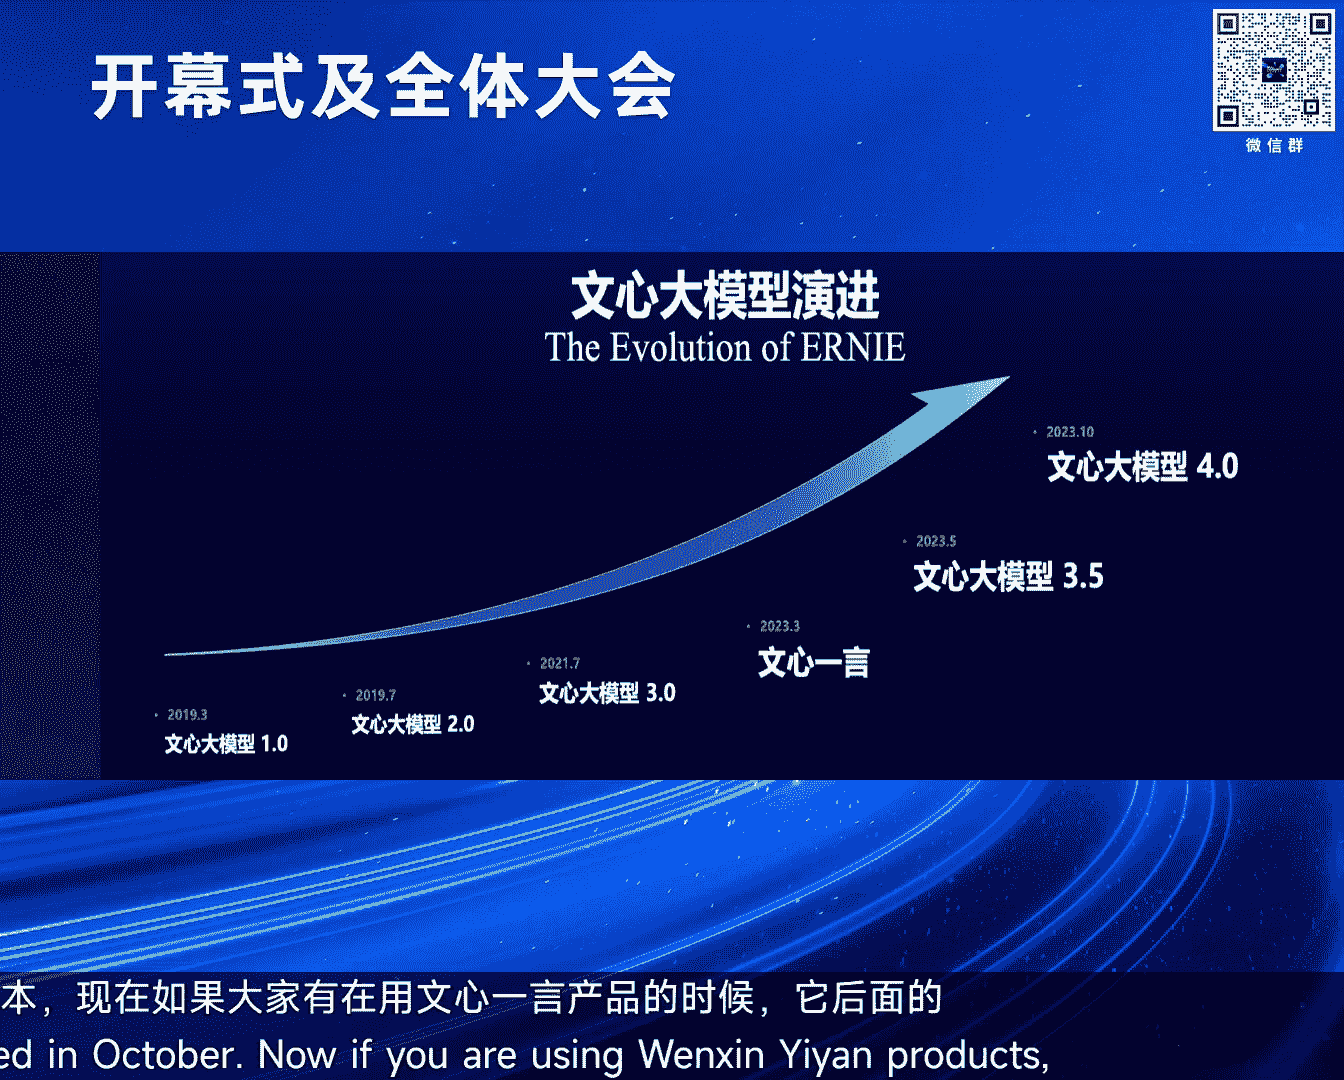 开幕式及全体大会
微信群
文心大模型演进
The Evolution of ERNIE
2023.10
文心大模型 4.0
2023.5
文心大模型 3.5
2023.3
文心一言
2021.7
文心大模型 3.0
2019.7
文心大模型 2.0
2019.3
文心大模型 1.0
本，现在如果大家有在用文心一言产品的时候，它后面的
ed in October. Now if you are using Wenxin Yiyan products,